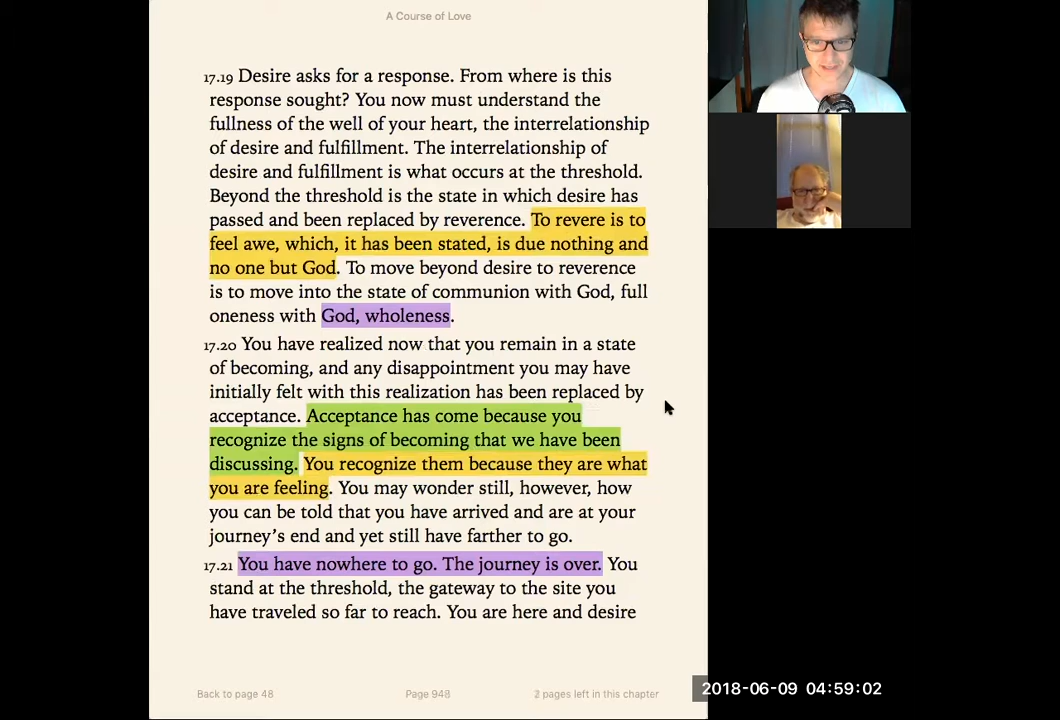 A Course of Love
17.19 Desire asks for a response. From where is this
response sought? You now must understand the
fullness of the well of your heart, the interrelationship
of desire and fulfillment. The interrelationship of
desire and fulfillment is what occurs at the threshold.
Beyond the threshold is the state in which desire has
passed and been replaced by reverence. To revere is to
feel awe, which, it has been stated, is due nothing and
no one but God. To move beyond desire to reverence
is to move into the state of communion with God, full
oneness with God, wholeness.
17.20 You have realized now that you remain in a state
of becoming, and any disappointment you may have
initially felt with this realization has been replaced by
acceptance. Acceptance has come because you
recognize the signs of becoming that we have been
discussing. You recognize them because they are what
you are feeling. You may wonder still, however, how
you can be told that you have arrived and are at your
journey's end and yet still have farther to go.
17.21 You have nowhere to go. The journey is over. You
stand at the threshold, the gateway to the site you
have traveled so far to reach. You are here and desire
Back to page 48
Page 948
2 pages left in this chapter
2018-06-09 04:59:02